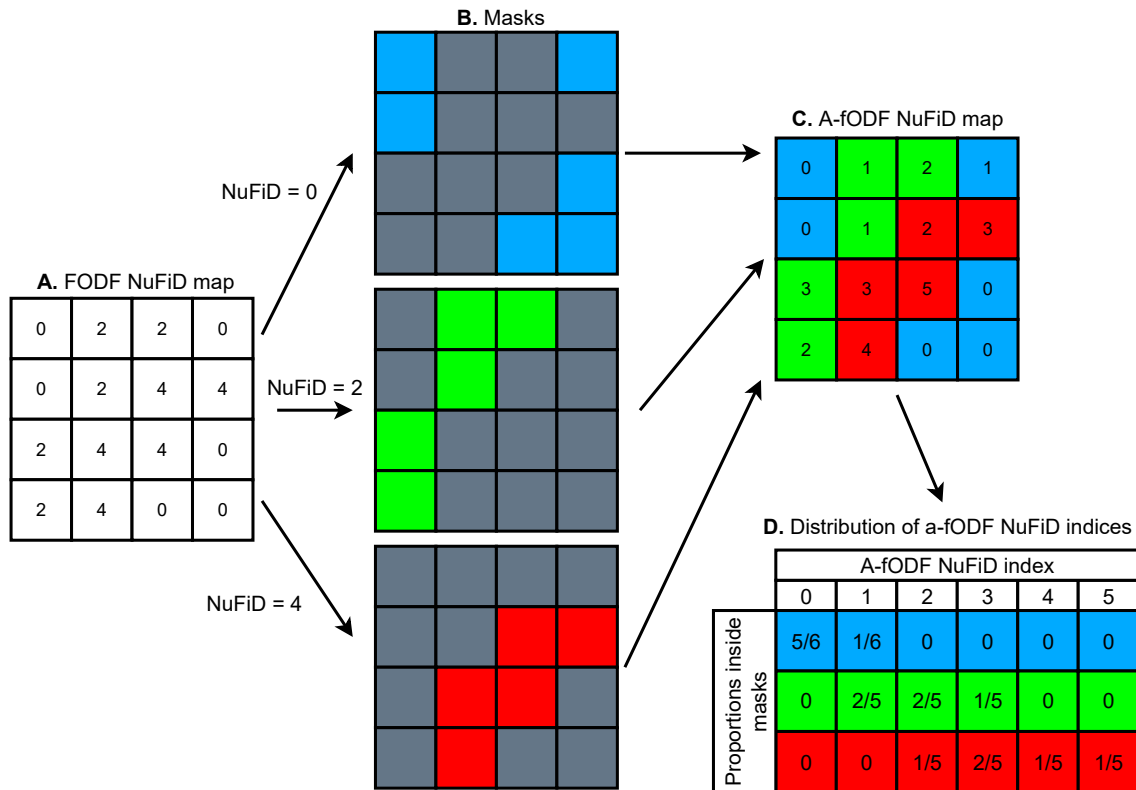 B. Masks
C. A-fODF NuFiD map
0 1 2 1
0 1 2 3
3 3 5 0
2 4 0 0
NuFiD = 0
A. FODF NuFiD map
0 2 2 0
0 2 4 4
2 4 4 0
2 4 0 0
NuFiD = 2
NuFiD = 4
D. Distribution of a-fODF NuFiD indices
A-fODF NuFiD index
0 1 2 3 4 5
Proportions inside
masks
5/6 1/6 0 0 0 0
0 2/5 2/5 1/5 0 0
0 0 1/5 2/5 1/5 1/5